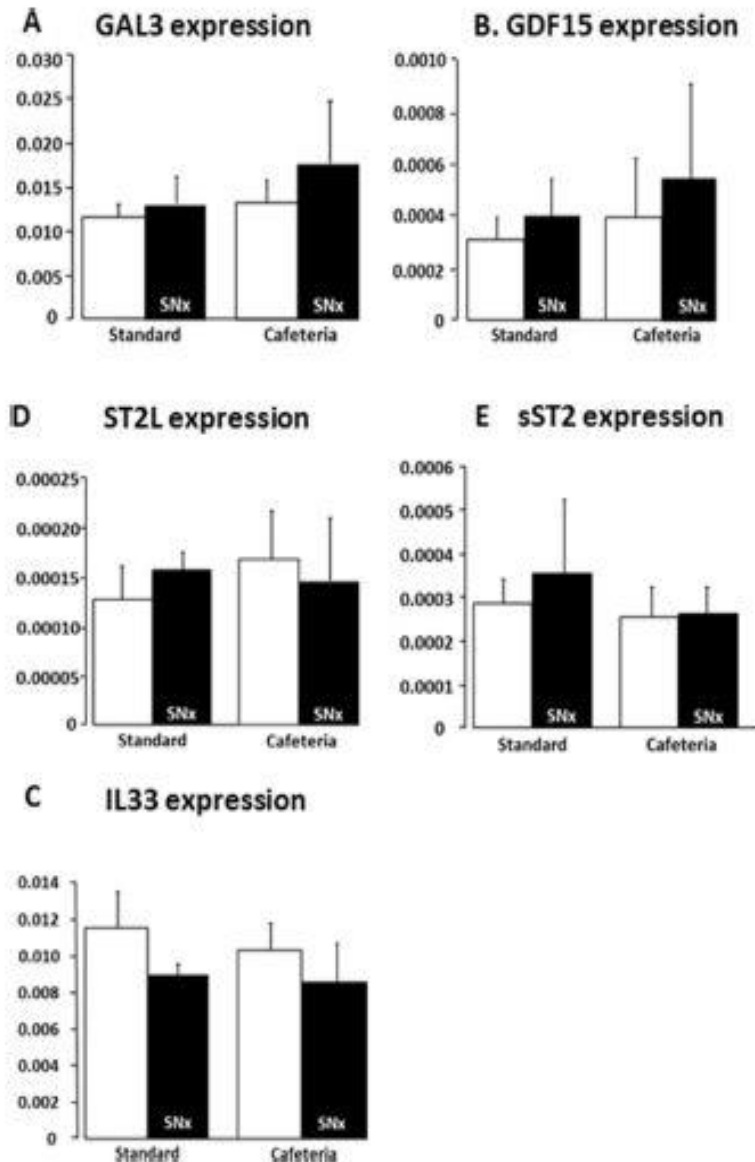 A GAL3 expression
0.030
0.025
0.020
0.015
0.010
0.005
0
SNx
SNx
Standard
Cafeteria
B. GDF15 expression
0.0010
0.0008
0.0006
0.0004
0.0002
0
SNx
SNx
Standard
Cafeteria
D ST2L expression
0.00025
0.00020
0.00015
0.00010
0.00005
0
SNx
SNx
Standard
Cafeteria
E sST2 expression
0.0006
0.0005
0.0004
0.0003
0.0002
0.0001
0
SNx
SNx
Standard
Cafeteria
C IL33 expression
0.014
0.012
0.010
0.008
0.006
0.004
0.002
0
SNx
SNx
Standard
Cafeteria